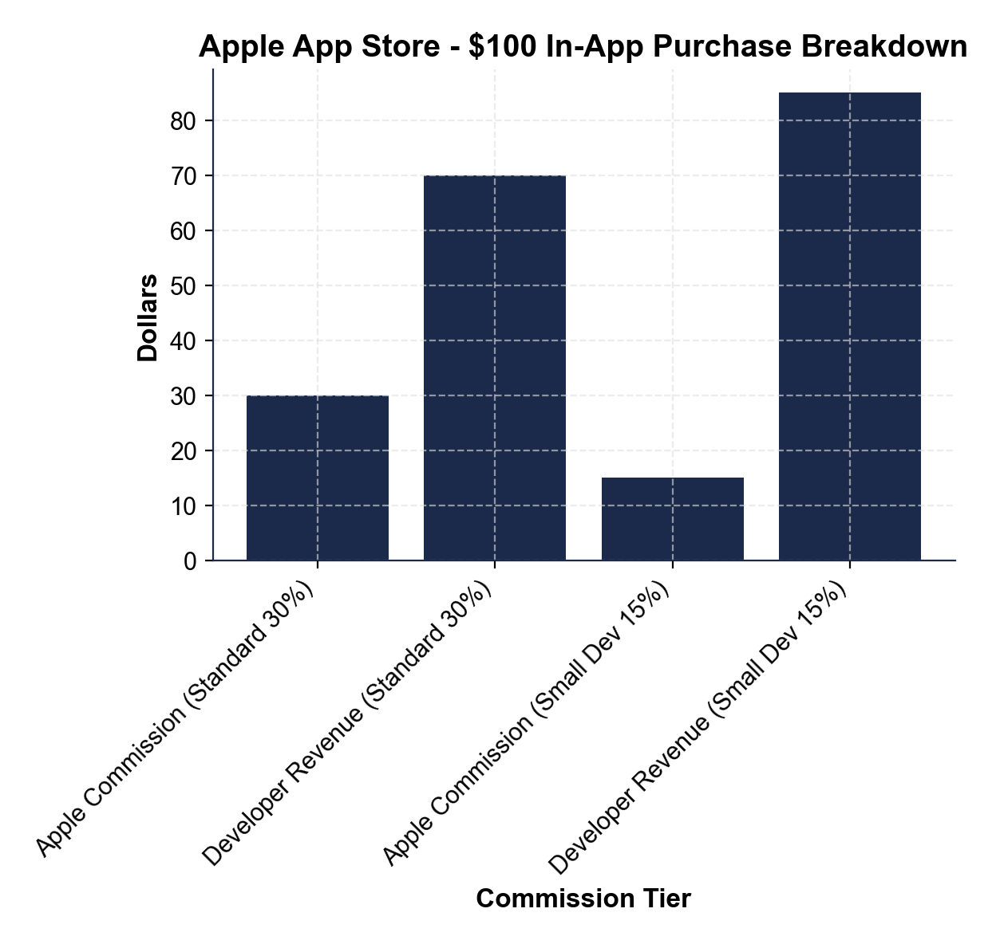 Apple App Store - $100 In-App Purchase Breakdown
Dollars
80
70
60
50
40
30
20
10
0
Apple Commission (Standard 30%)
Developer Revenue (Standard 30%)
Apple Commission (Small Dev 15%)
Developer Revenue (Small Dev 15%)
Commission Tier